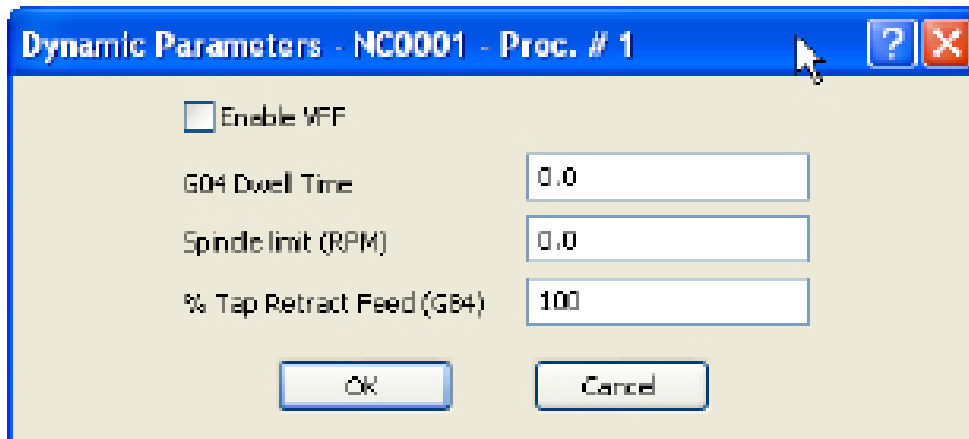 Dynamic Parameters - NC0001 - Proc. # 1
Enable VFF
G04 Dwell Time
0.0
Spindle limit (RPM)
0.0
% Tap Retract Feed (G84)
100
OK
Cancel